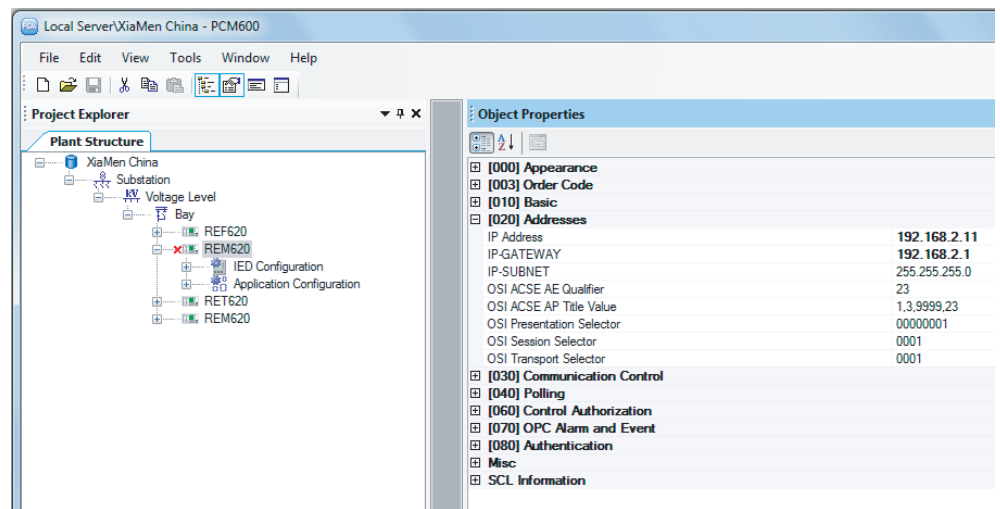 Local Server\XiaMen China - PCM600
File Edit View Tools Window Help
Project Explorer
Plant Structure
XiaMen China
Substation
Voltage Level
Bay
REF620
REM620
IED Configuration
Application Configuration
RET620
REM620
Object Properties
[000] Appearance
[003] Order Code
[010] Basic
[020] Addresses
IP Address 192.168.2.11
IP-GATEWAY 192.168.2.1
IP-SUBNET 255.255.255.0
OSI ACSE AE Qualifier 23
OSI ACSE AP Title Value 1,3,9999,23
OSI Presentation Selector 00000001
OSI Session Selector 0001
OSI Transport Selector 0001
[030] Communication Control
[040] Polling
[060] Control Authorization
[070] OPC Alarm and Event
[080] Authentication
Misc
SCL Information